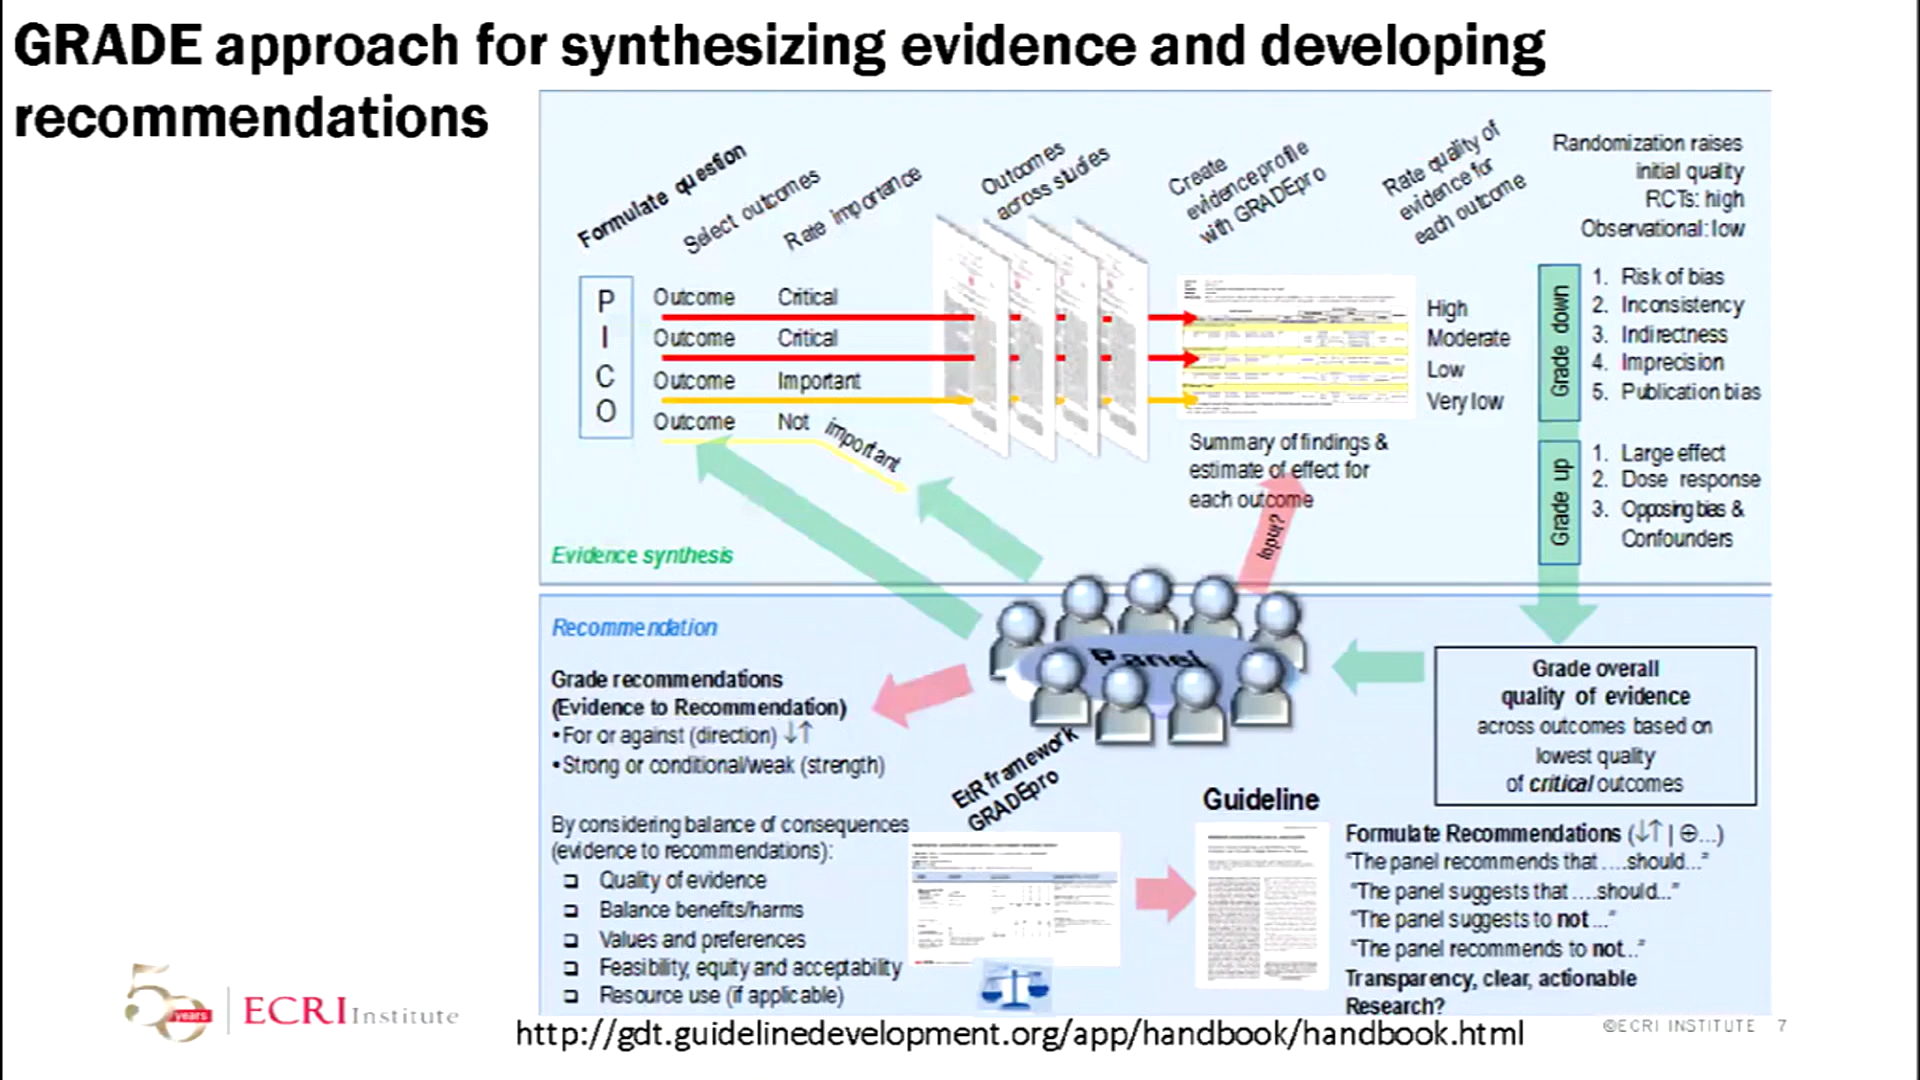 GRADE approach for synthesizing evidence and developing
recommendations
Formulate question
Select outcomes
Rate importance
Outcomes
across studies
Create
evidence profile
with GRADEpro
Rate quality of
evidence for
each outcome
Randomization raises
initial quality
RCTs: high
Observational: low
P
I
C
O
Outcome Critical
Outcome Critical
Outcome Important
Outcome Not important
High
Moderate
Low
Very low
Summary of findings &
estimate of effect for
each outcome
Grade down
1. Risk of bias
2. Inconsistency
3. Indirectness
4. Imprecision
5. Publication bias
Grade up
1. Large effect
2. Dose response
3. Opposing bias &
Confounders
Evidence synthesis
Input?
Panel
Recommendation
Grade recommendations
(Evidence to Recommendation)
•For or against (direction) ↓↑
•Strong or conditional/weak (strength)
By considering balance of consequences
(evidence to recommendations):
❑ Quality of evidence
❑ Balance benefits/harms
❑ Values and preferences
❑ Feasibility, equity and acceptability
❑ Resource use (if applicable)
EtR framework
GRADEpro
Guideline
Grade overall
quality of evidence
across outcomes based on
lowest quality
of critical outcomes
Formulate Recommendations (↓↑ | ⊕...)
"The panel recommends that ....should..."
"The panel suggests that ....should..."
"The panel suggests to not ..."
"The panel recommends to not..."
Transparency, clear, actionable
Research?
50 years
ECRI Institute
http://gdt.guidelinedevelopment.org/app/handbook/handbook.html
©ECRI INSTITUTE 7